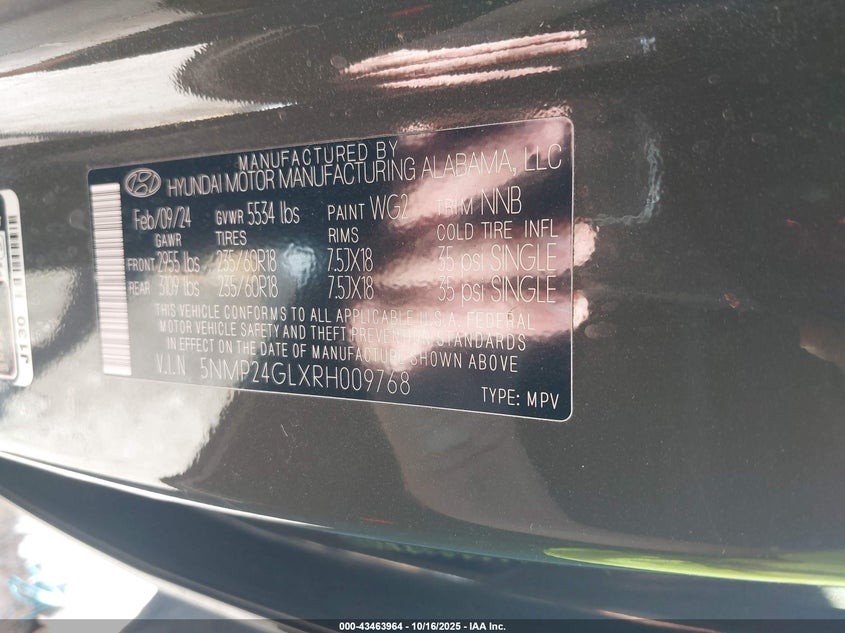 MANUFACTURED BY
HYUNDAI MOTOR MANUFACTURING ALABAMA, LLC
Feb/09/24 GVWR 5534 lbs PAINT WG2 TRIM NNB
GAWR TIRES RIMS COLD TIRE INFL
FRONT 2955 lbs 235/60R18 7.5JX18 35 psi SINGLE
REAR 3109 lbs 235/60R18 7.5JX18 35 psi SINGLE
THIS VEHICLE CONFORMS TO ALL APPLICABLE U.S.A. FEDERAL
MOTOR VEHICLE SAFETY AND THEFT PREVENTION STANDARDS
IN EFFECT ON THE DATE OF MANUFACTURE SHOWN ABOVE
V.I.N 5NMP24GLXRH009768
TYPE: MPV
000-43463964 - 10/16/2025 - IAA Inc.